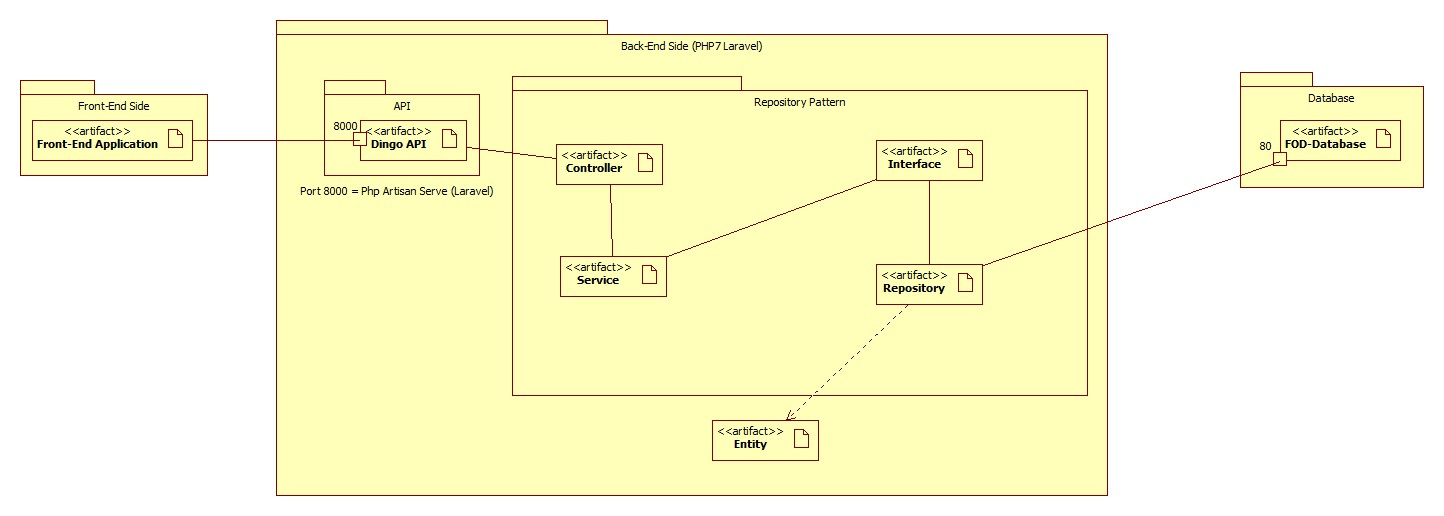 Back-End Side (PHP7 Laravel)
Front-End Side
<<artifact>>
Front-End Application
API
8000
<<artifact>>
Dingo API
Port 8000 = Php Artisan Serve (Laravel)
Repository Pattern
<<artifact>>
Controller
<<artifact>>
Interface
<<artifact>>
Service
<<artifact>>
Repository
<<artifact>>
Entity
Database
80
<<artifact>>
FOD-Database